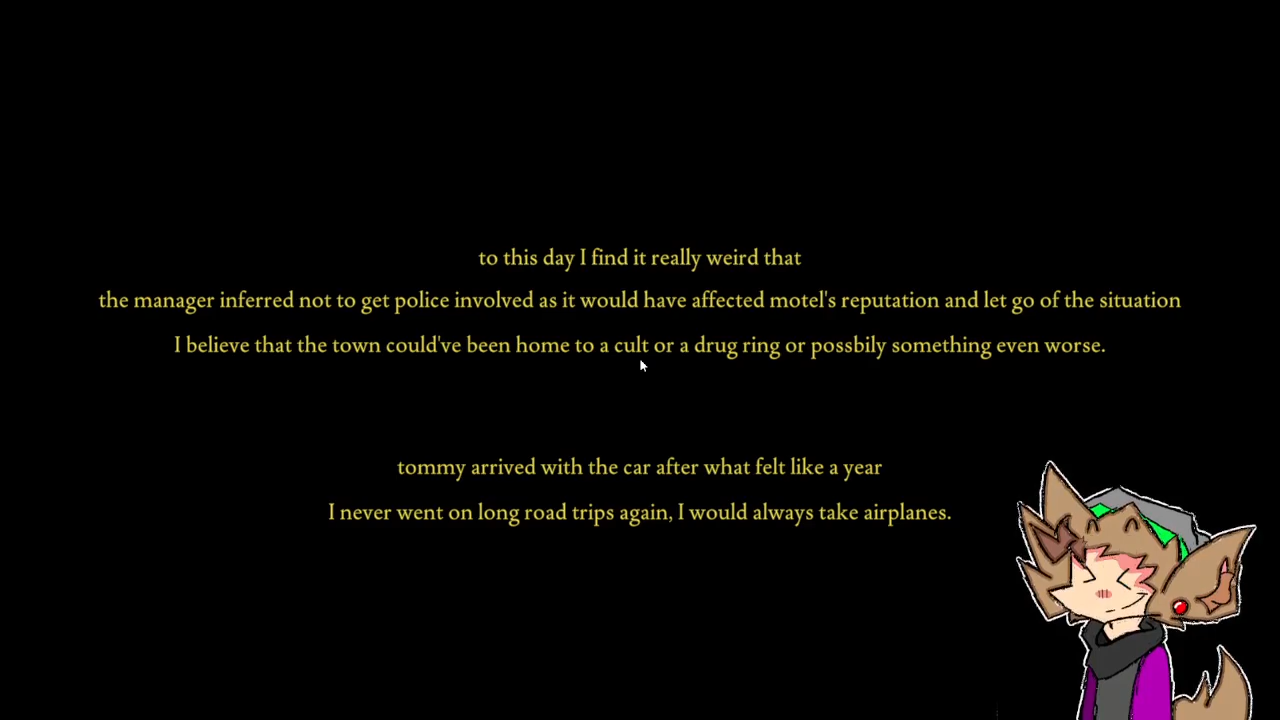 to this day I find it really weird that
the manager inferred not to get police involved as it would have affected motel's reputation and let go of the situation
I believe that the town could've been home to a cult or a drug ring or possbily something even worse.
tommy arrived with the car after what felt like a year
I never went on long road trips again, I would always take airplanes.